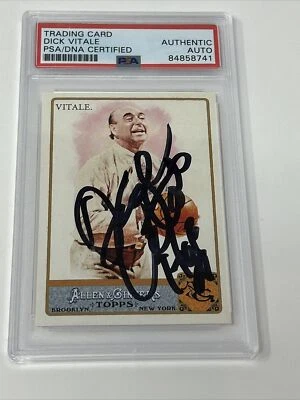 TRADING CARD
DICK VITALE
PSA/DNA CERTIFIED
AUTHENTIC
AUTO
84858741
PSA
VITALE.
ALLEN & GINTER'S
TOPPS
BROOKLYN
NEW YORK